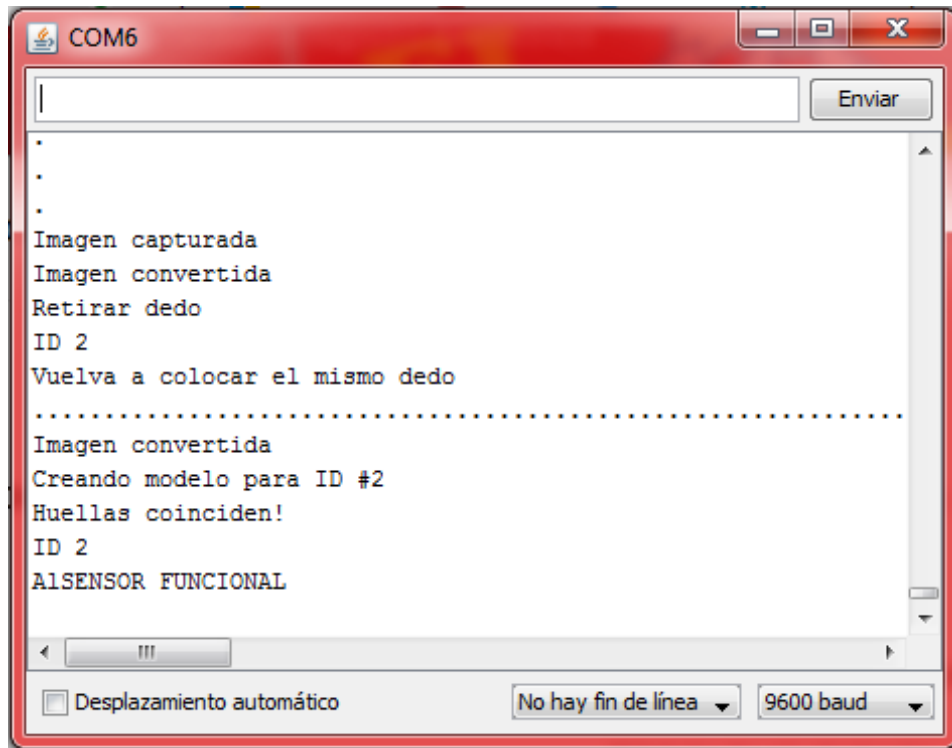 COM6
Enviar
.
.
.
Imagen capturada
Imagen convertida
Retirar dedo
ID 2
Vuelva a colocar el mismo dedo
..............................................................
Imagen convertida
Creando modelo para ID #2
Huellas coinciden!
ID 2
AlSENSOR FUNCIONAL
Desplazamiento automático
No hay fin de línea
9600 baud